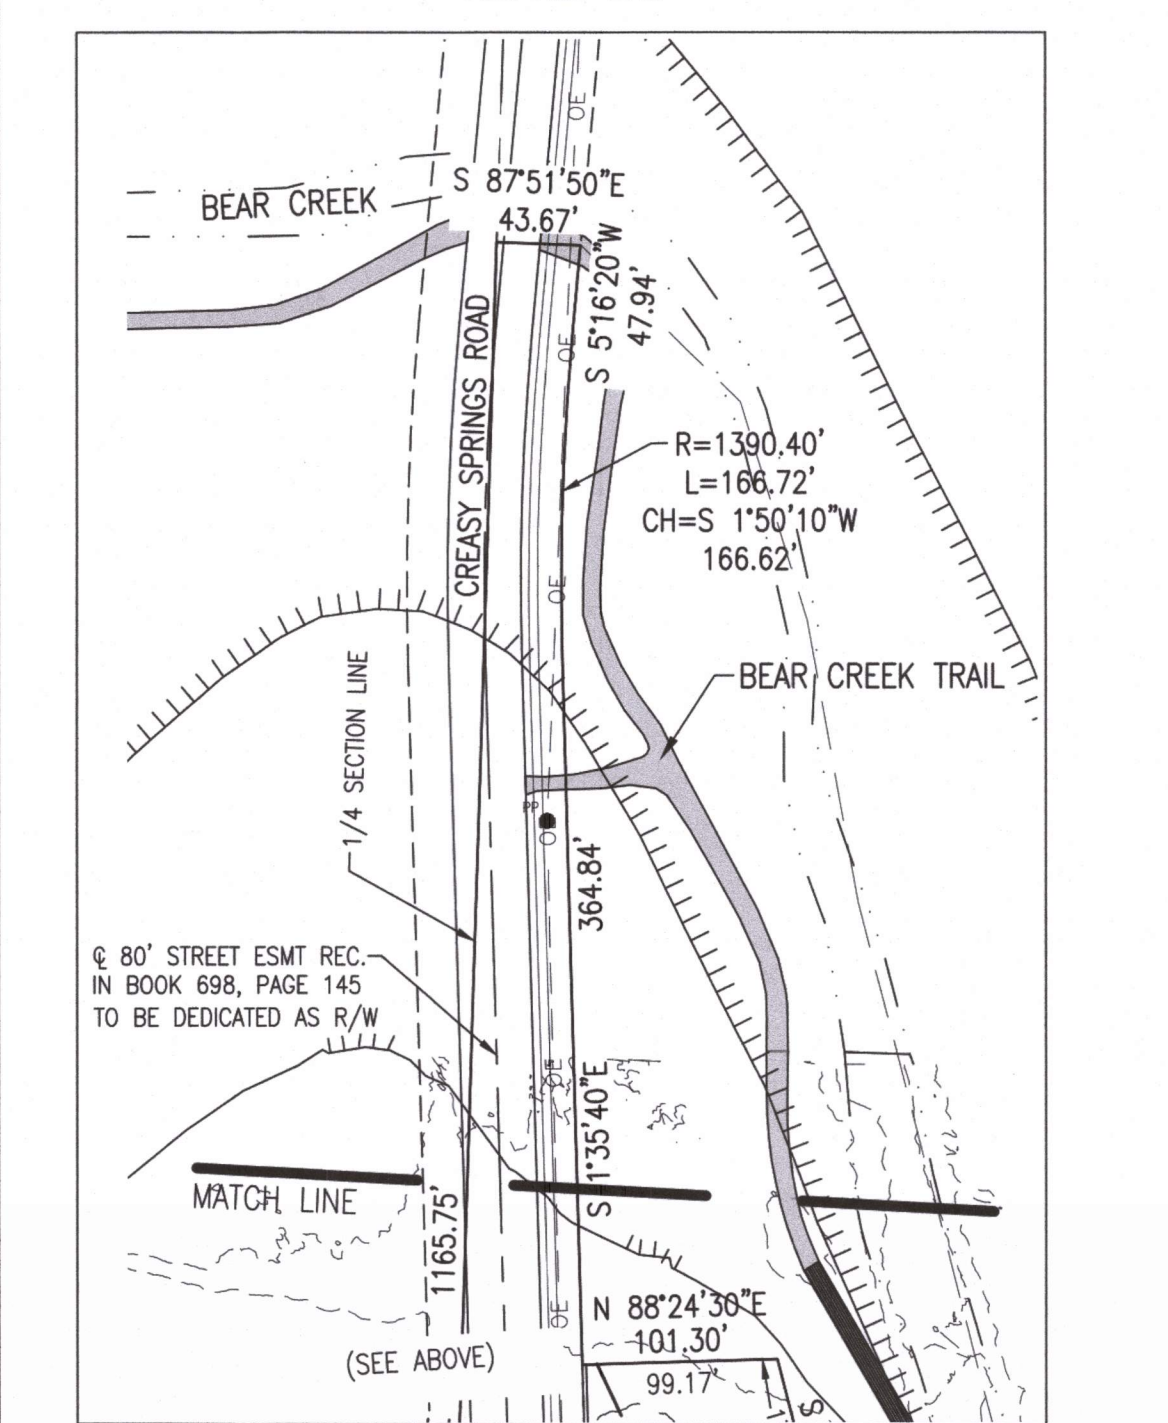 OE
S 87°51'50"E
BEAR CREEK
43.67'
S 5°16'20"W
47.94'
CREASY SPRINGS ROAD
OE
R=1390.40'
L=166.72'
CH=S 1°50'10"W
166.62'
OE
1/4 SECTION LINE
BEAR CREEK TRAIL
PP
OE
364.84'
℄ 80' STREET ESMT REC.
IN BOOK 698, PAGE 145
TO BE DEDICATED AS R/W
OE
S 1°35'40"E
MATCH LINE
1165.75'
OE
N 88°24'30"E
101.30'
(SEE ABOVE)
99.17'
S